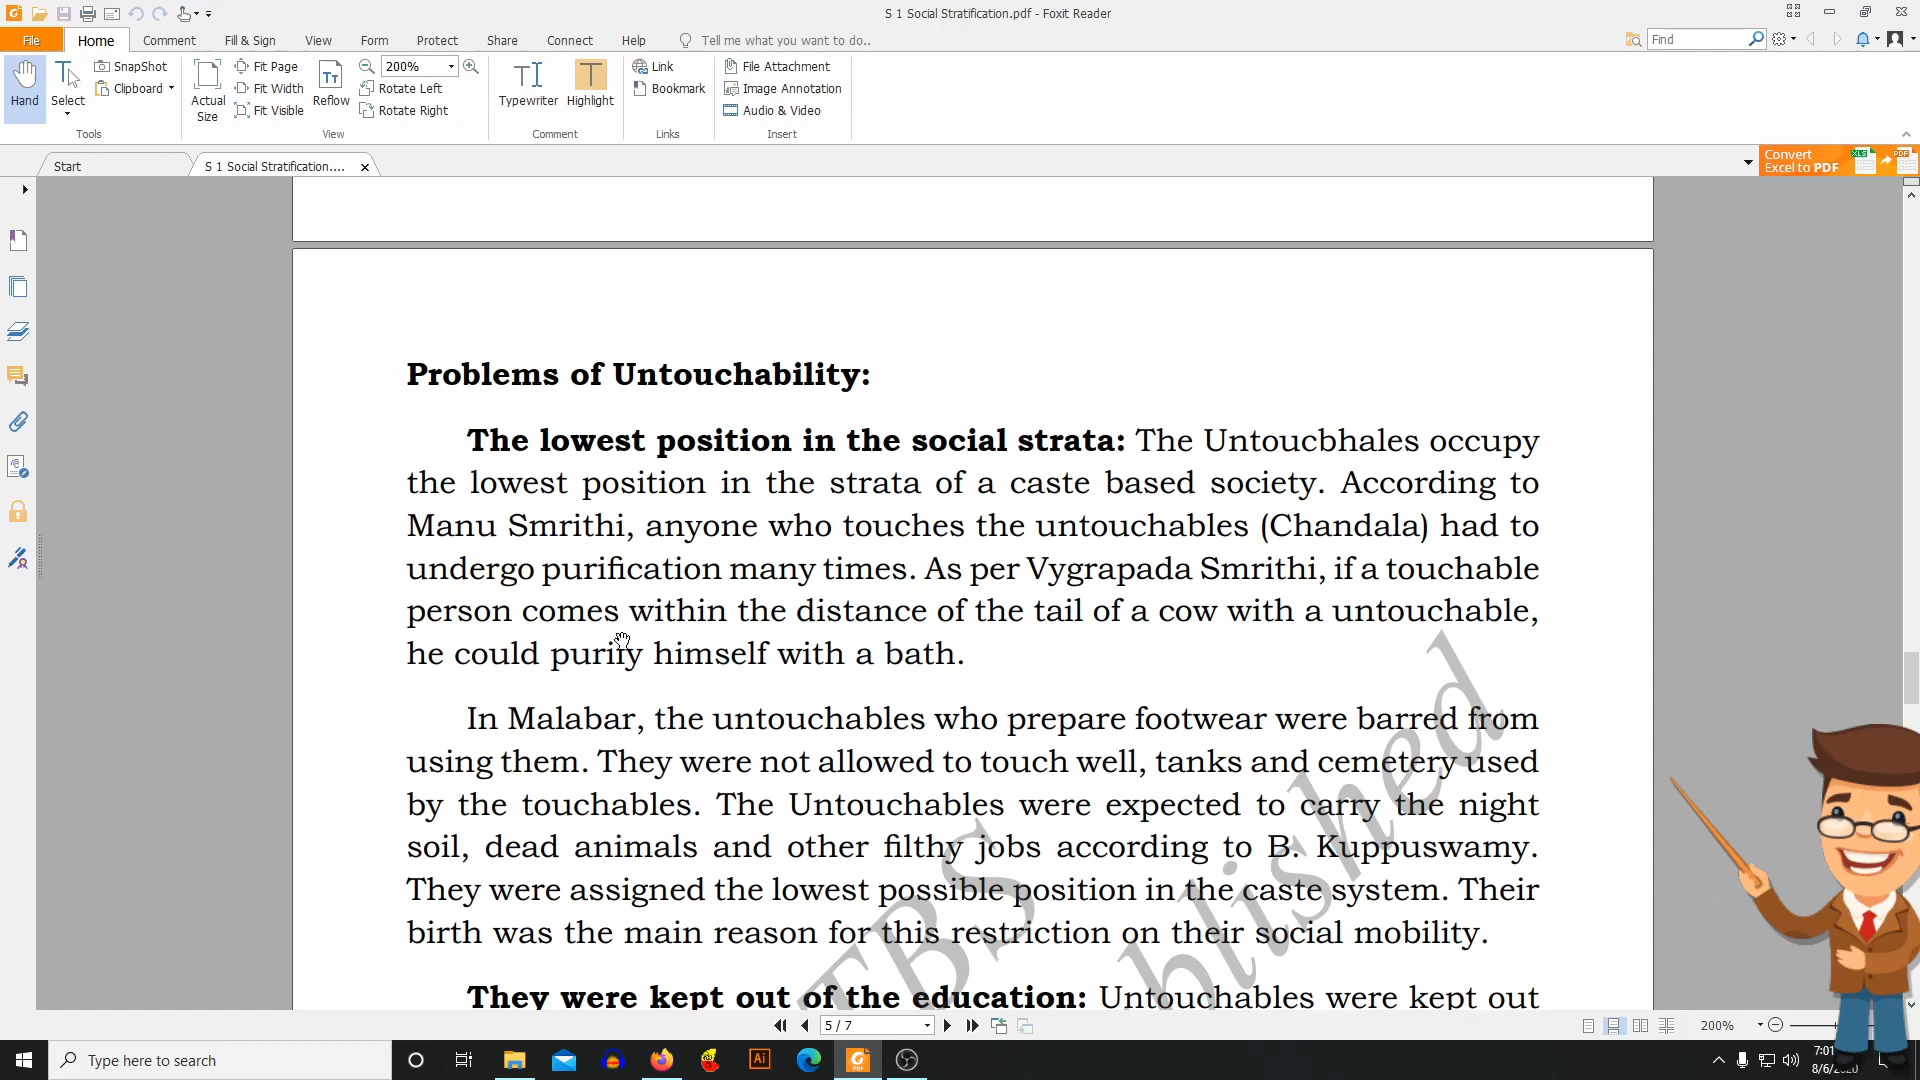 S 1 Social Stratification.pdf - Foxit Reader
File Home Comment Fill & Sign View Form Protect Share Connect Help Tell me what you want to do.. Find
Hand Select SnapShot Clipboard Actual Size Fit Page Fit Width Fit Visible Reflow 200% Rotate Left Rotate Right Typewriter Highlight Link Bookmark File Attachment Image Annotation Audio & Video
Tools View Comment Links Insert
Start S 1 Social Stratification.... Convert
Excel to PDF
Problems of Untouchability:
The lowest position in the social strata: The Untoucbhales occupy
the lowest position in the strata of a caste based society. According to
Manu Smrithi, anyone who touches the untouchables (Chandala) had to
undergo purification many times. As per Vygrapada Smrithi, if a touchable
person comes within the distance of the tail of a cow with a untouchable,
he could purify himself with a bath.
In Malabar, the untouchables who prepare footwear were barred from
using them. They were not allowed to touch well, tanks and cemetery used
by the touchables. The Untouchables were expected to carry the night
soil, dead animals and other filthy jobs according to B. Kuppuswamy.
They were assigned the lowest possible position in the caste system. Their
birth was the main reason for this restriction on their social mobility.
They were kept out of the education: Untouchables were kept out
TBS
blished
5 / 7 200%
Type here to search Ai 7:01